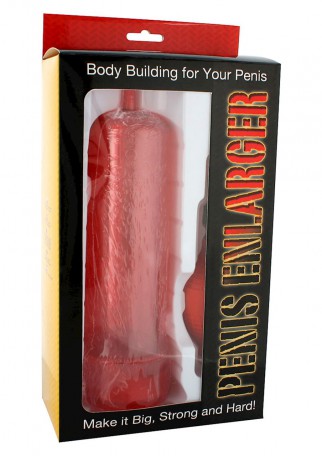 Body Building for Your Penis
PENIS ENLARGER
Make it Big, Strong and Hard!